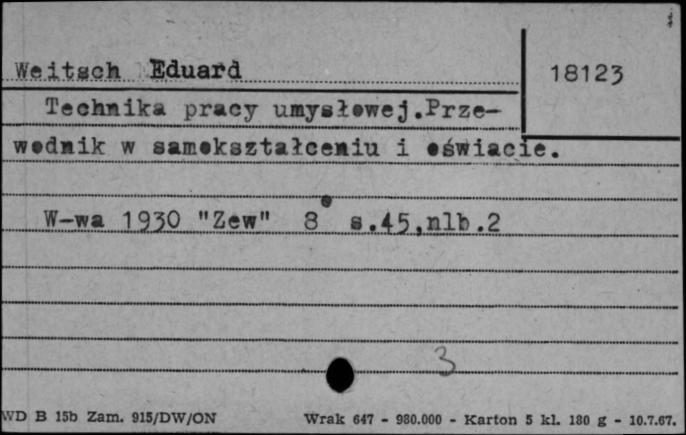 Weitsch Eduard
18123
Technika pracy umysłowej.Prze-
wodnik w samokształceniu i oświacie.
W-wa 1930 "Zew" 8° s.45,nlb.2
3
WD B 15b Zam. 915/DW/ON Wrak 647 - 980.000 - Karton 5 kl. 180 g - 10.7.67.